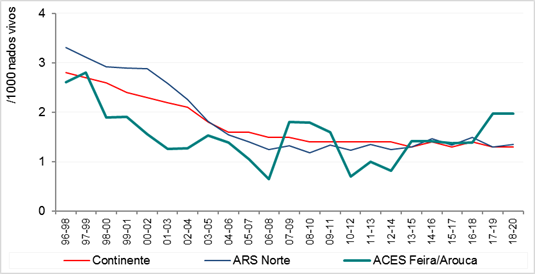 /1000 nados vivos
4
3
2
1
0
96-98 97-99 98-00 99-01 00-02 01-03 02-04 03-05 04-06 05-07 06-08 07-09 08-10 09-11 10-12 11-13 12-14 13-15 14-16 15-17 16-18 17-19 18-20
Continente ARS Norte ACES Feira/Arouca